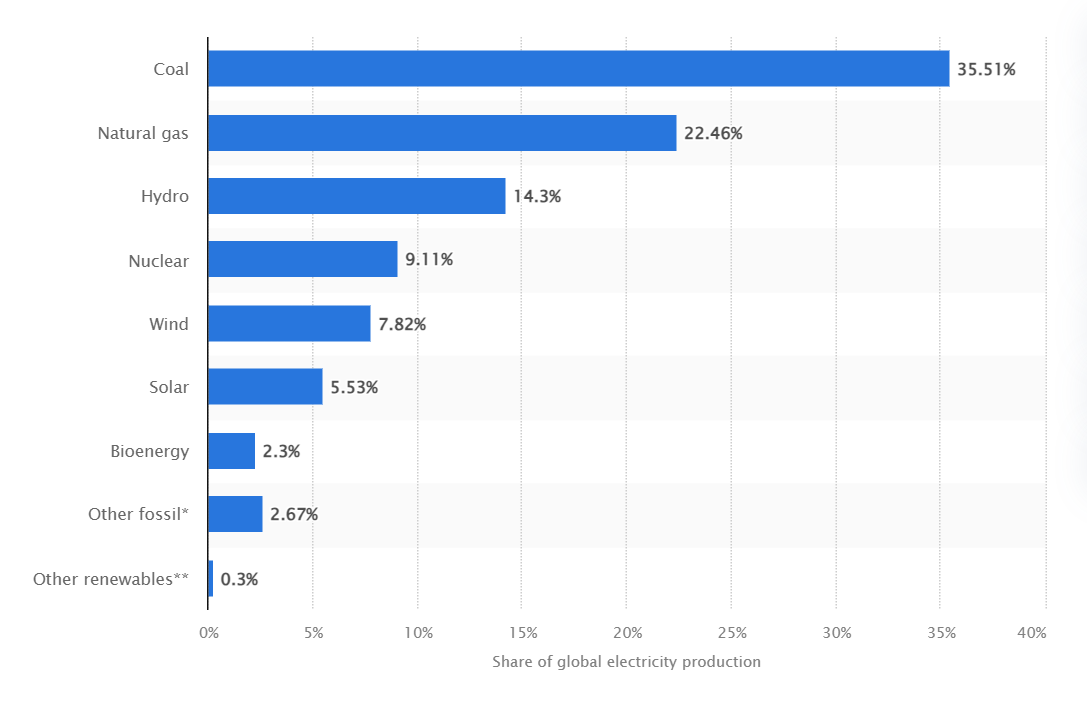 Coal 35.51%
Natural gas 22.46%
Hydro 14.3%
Nuclear 9.11%
Wind 7.82%
Solar 5.53%
Bioenergy 2.3%
Other fossil* 2.67%
Other renewables** 0.3%
0% 5% 10% 15% 20% 25% 30% 35% 40%
Share of global electricity production